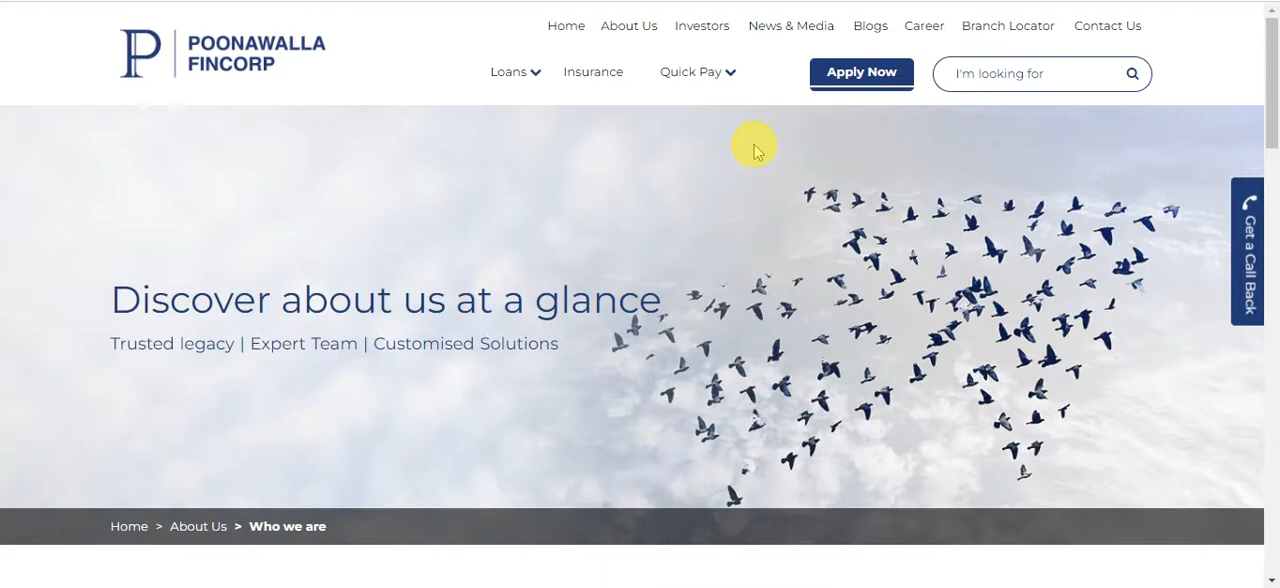 P POONAWALLA
FINCORP
Home About Us Investors News & Media Blogs Career Branch Locator Contact Us
Loans Insurance Quick Pay Apply Now I'm looking for
Get a Call Back
Discover about us at a glance
Trusted legacy | Expert Team | Customised Solutions
Home > About Us > Who we are